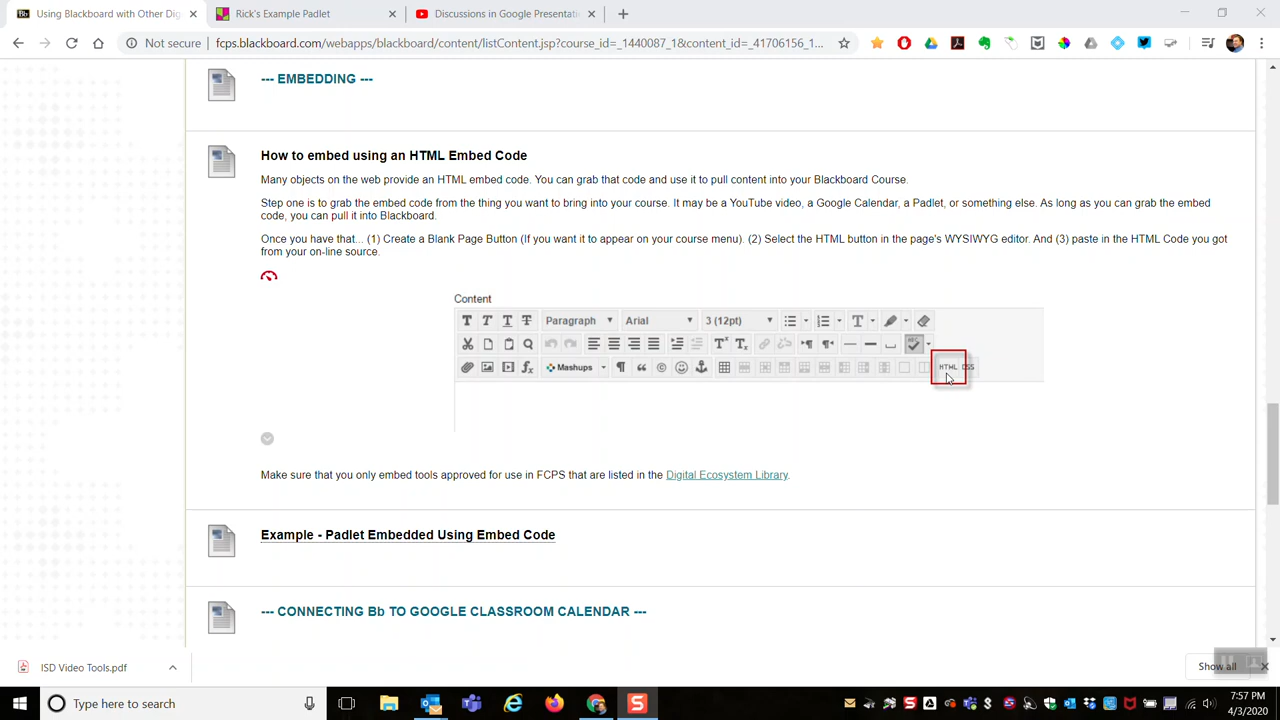 Using Blackboard with Other Dig
Rick's Example Padlet
Discussions in Google Presentati
Not secure
fcps.blackboard.com/webapps/blackboard/content/listContent.jsp?course_id=_1440087_1&content_id=_41706156_1...
--- EMBEDDING ---
How to embed using an HTML Embed Code
Many objects on the web provide an HTML embed code. You can grab that code and use it to pull content into your Blackboard Course.
Step one is to grab the embed code from the thing you want to bring into your course. It may be a YouTube video, a Google Calendar, a Padlet, or something else. As long as you can grab the embed
code, you can pull it into Blackboard.
Once you have that... (1) Create a Blank Page Button (If you want it to appear on your course menu). (2) Select the HTML button in the page's WYSIWYG editor. And (3) paste in the HTML Code you got
from your on-line source.
Content
T T T T Paragraph Arial 3 (12pt) T
Mashups HTML CSS
Make sure that you only embed tools approved for use in FCPS that are listed in the Digital Ecosystem Library.
Example - Padlet Embedded Using Embed Code
--- CONNECTING Bb TO GOOGLE CLASSROOM CALENDAR ---
ISD Video Tools.pdf
Show all
Type here to search
7:57 PM
4/3/2020